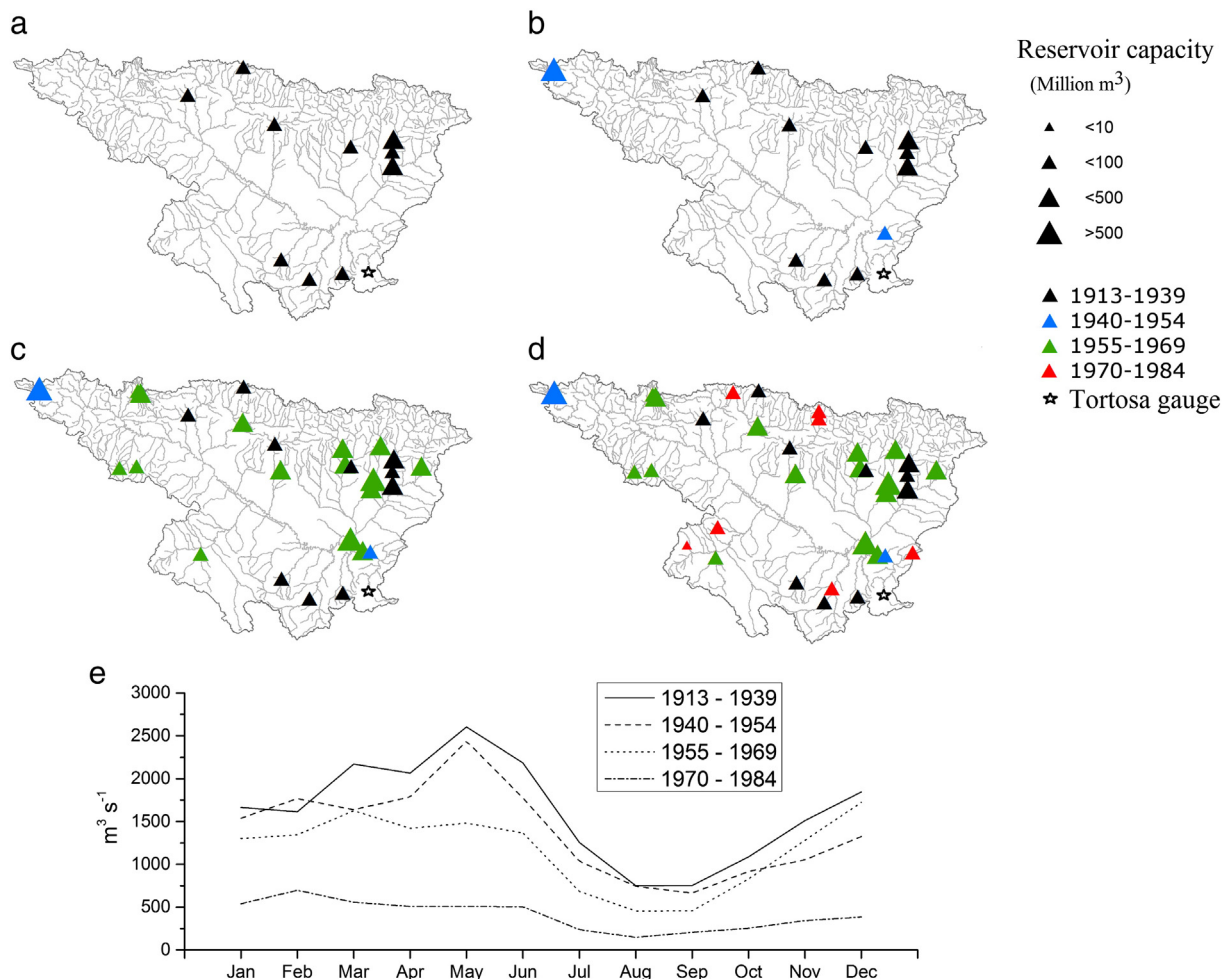 a
b
Reservoir capacity
(Million m³)
<10
<100
<500
>500
1913-1939
1940-1954
1955-1969
1970-1984
Tortosa gauge
c
d
e
3000
2500
2000
1500
1000
500
0
m³ s⁻¹
1913 - 1939
1940 - 1954
1955 - 1969
1970 - 1984
Jan Feb Mar Apr May Jun Jul Aug Sep Oct Nov Dec